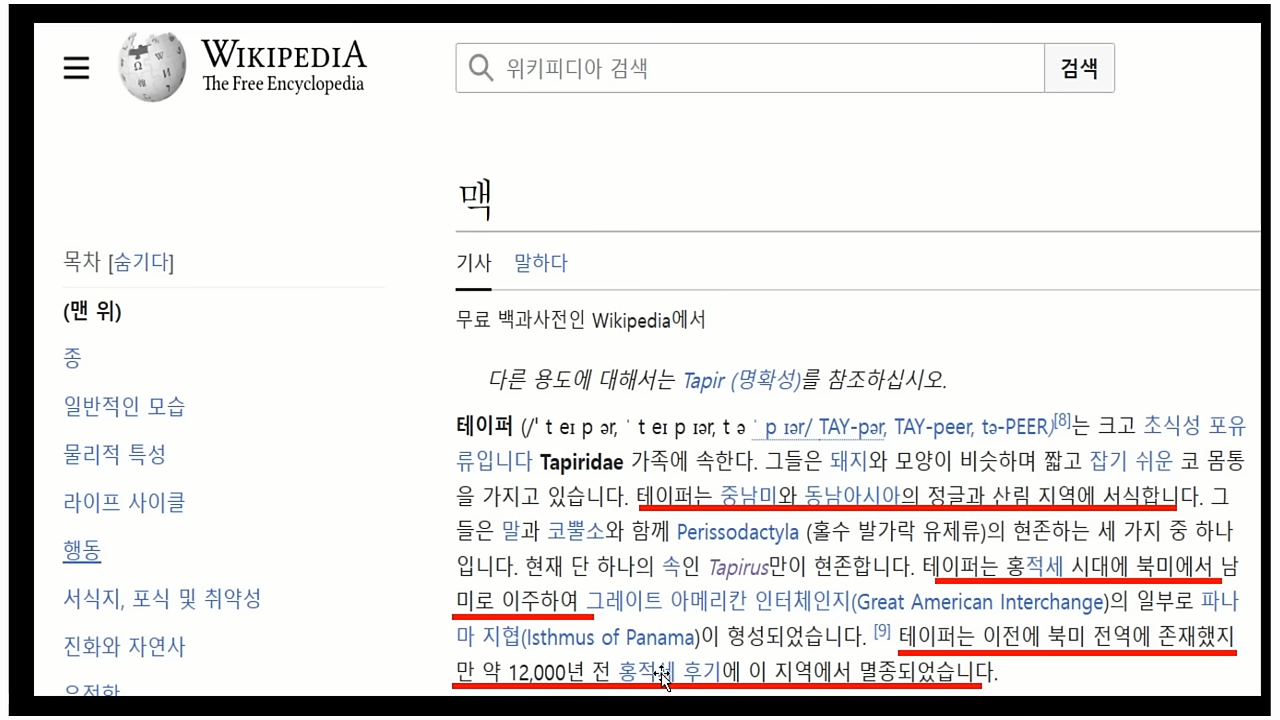 WIKIPEDIA
The Free Encyclopedia
위키피디아 검색
검색
맥
목차 [숨기다]
기사 말하다
(맨 위)
무료 백과사전인 Wikipedia에서
종
다른 용도에 대해서는 Tapir (명확성)를 참조하십시오.
일반적인 모습
물리적 특성
라이프 사이클
행동
서식지, 포식 및 취약성
진화와 자연사
테이퍼 (/ˈ t eɪ p ər, ˈ t eɪ p ɪər, t ə ˈ p ɪər/ TAY-pər, TAY-peer, tə-PEER)[8]는 크고 초식성 포유
류입니다 Tapiridae 가족에 속한다. 그들은 돼지와 모양이 비슷하며 짧고 잡기 쉬운 코 몸통
을 가지고 있습니다. 테이퍼는 중남미와 동남아시아의 정글과 산림 지역에 서식합니다. 그
들은 말과 코뿔소와 함께 Perissodactyla (홀수 발가락 유제류)의 현존하는 세 가지 중 하나
입니다. 현재 단 하나의 속인 Tapirus만이 현존합니다. 테이퍼는 홍적세 시대에 북미에서 남
미로 이주하여 그레이트 아메리칸 인터체인지(Great American Interchange)의 일부로 파나
마 지협(Isthmus of Panama)이 형성되었습니다. [9] 테이퍼는 이전에 북미 전역에 존재했지
만 약 12,000년 전 홍적세 후기에 이 지역에서 멸종되었습니다.